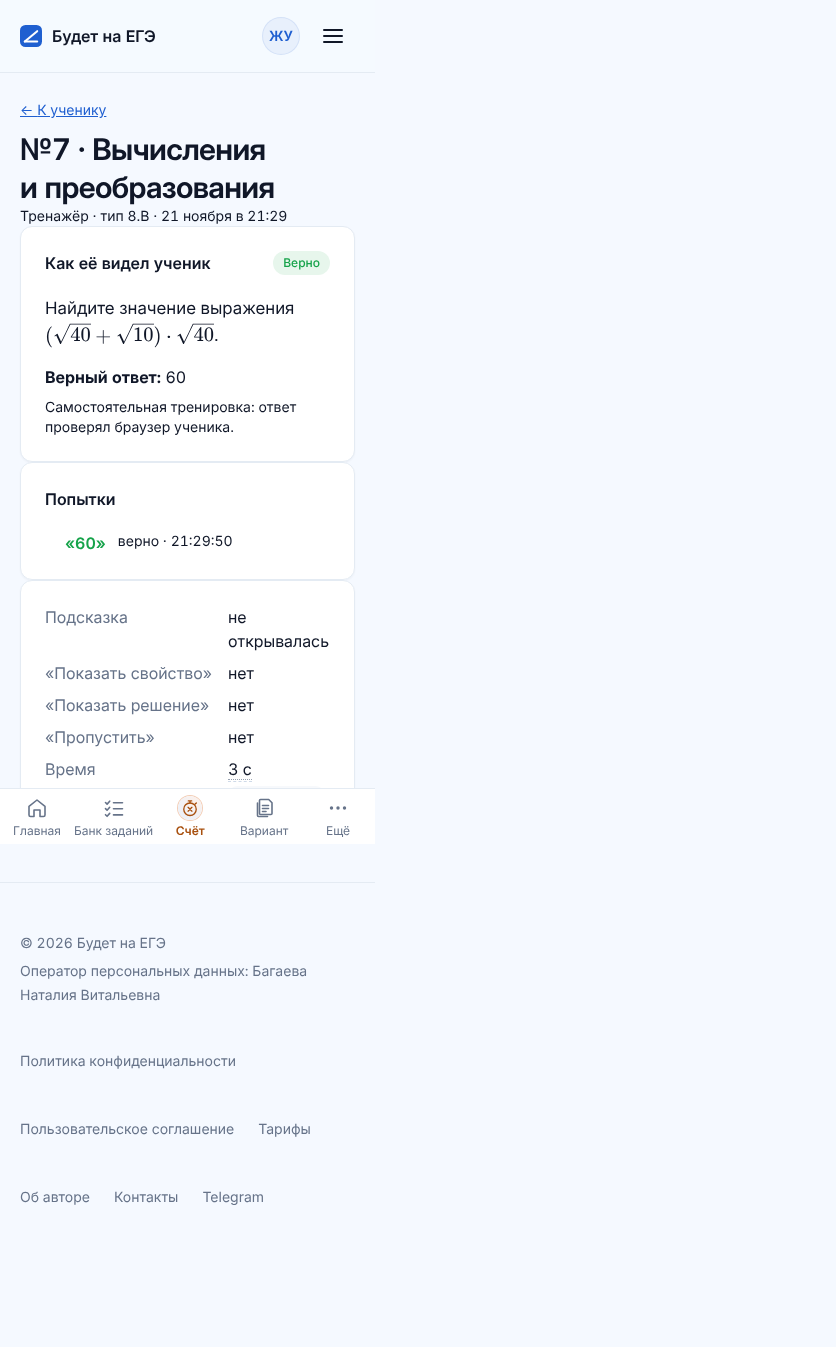 Будет на ЕГЭ
ЖУ
← К ученику
№7 · Вычисления
и преобразования
Тренажёр · тип 8.B · 21 ноября в 21:29
Как её видел ученик
Верно
Найдите значение выражения
(√40 + √10) · √40.
Верный ответ: 60
Самостоятельная тренировка: ответ
проверял браузер ученика.
Попытки
«60» верно · 21:29:50
Подсказка не
открывалась
«Показать свойство» нет
«Показать решение» нет
«Пропустить» нет
Время 3 с
Главная Банк заданий Счёт Вариант Ещё
© 2026 Будет на ЕГЭ
Оператор персональных данных: Багаева
Наталия Витальевна
Политика конфиденциальности
Пользовательское соглашение Тарифы
Об авторе Контакты Telegram